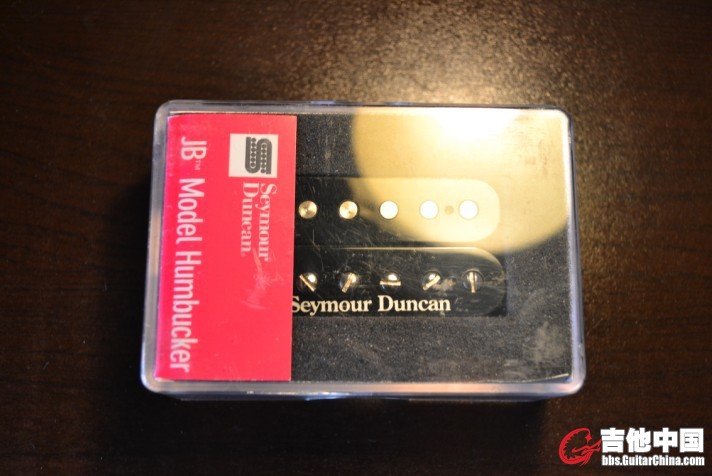 JB™ Model Humbucker
Seymour
Duncan.
Seymour Duncan
吉他中国
bbs.GuitarChina.com